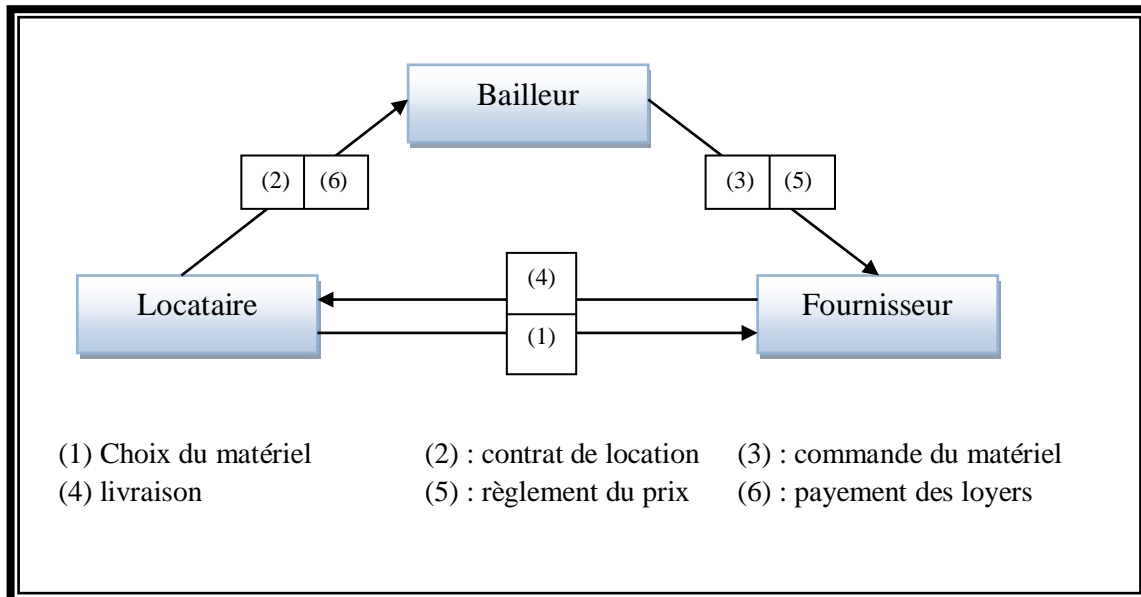 Bailleur
(2) (6)
(3) (5)
(4)
Locataire
Fournisseur
(1)
(1) Choix du matériel (2) : contrat de location (3) : commande du matériel
(4) livraison (5) : règlement du prix (6) : payement des loyers